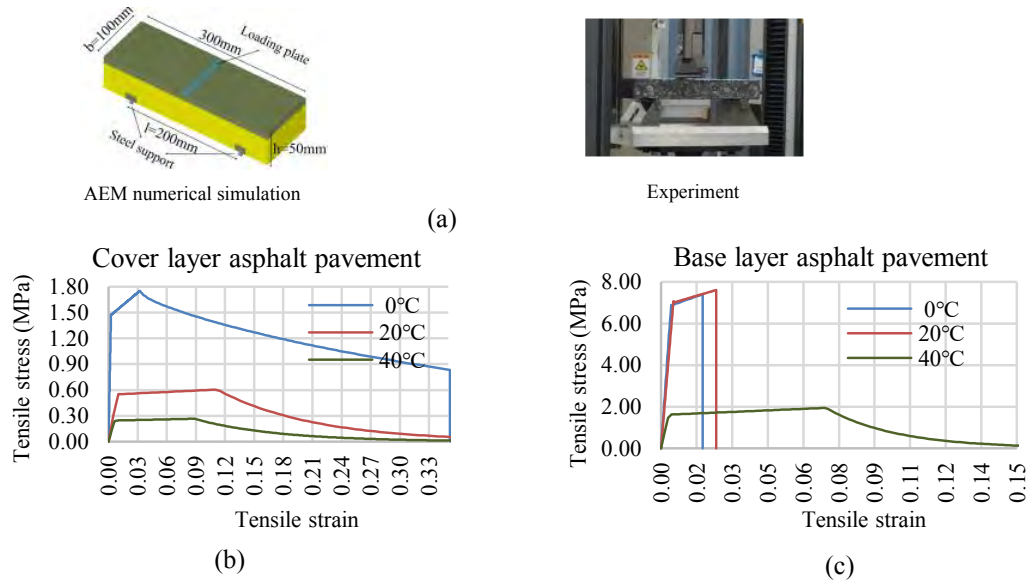 b=100mm
300mm
Loading plate
l=200mm
Steel support
h=50mm
AEM numerical simulation
Experiment
(a)
Cover layer asphalt pavement
Tensile stress (MPa)
1.80
1.50
1.20
0.90
0.60
0.30
0.00
0℃
20℃
40℃
0.00 0.03 0.06 0.09 0.12 0.15 0.18 0.21 0.24 0.27 0.30 0.33
Tensile strain
(b)
Base layer asphalt pavement
Tensile stress (MPa)
8.00
6.00
4.00
2.00
0.00
0℃
20℃
40℃
0.00 0.02 0.03 0.05 0.06 0.08 0.09 0.11 0.12 0.14 0.15
Tensile strain
(c)